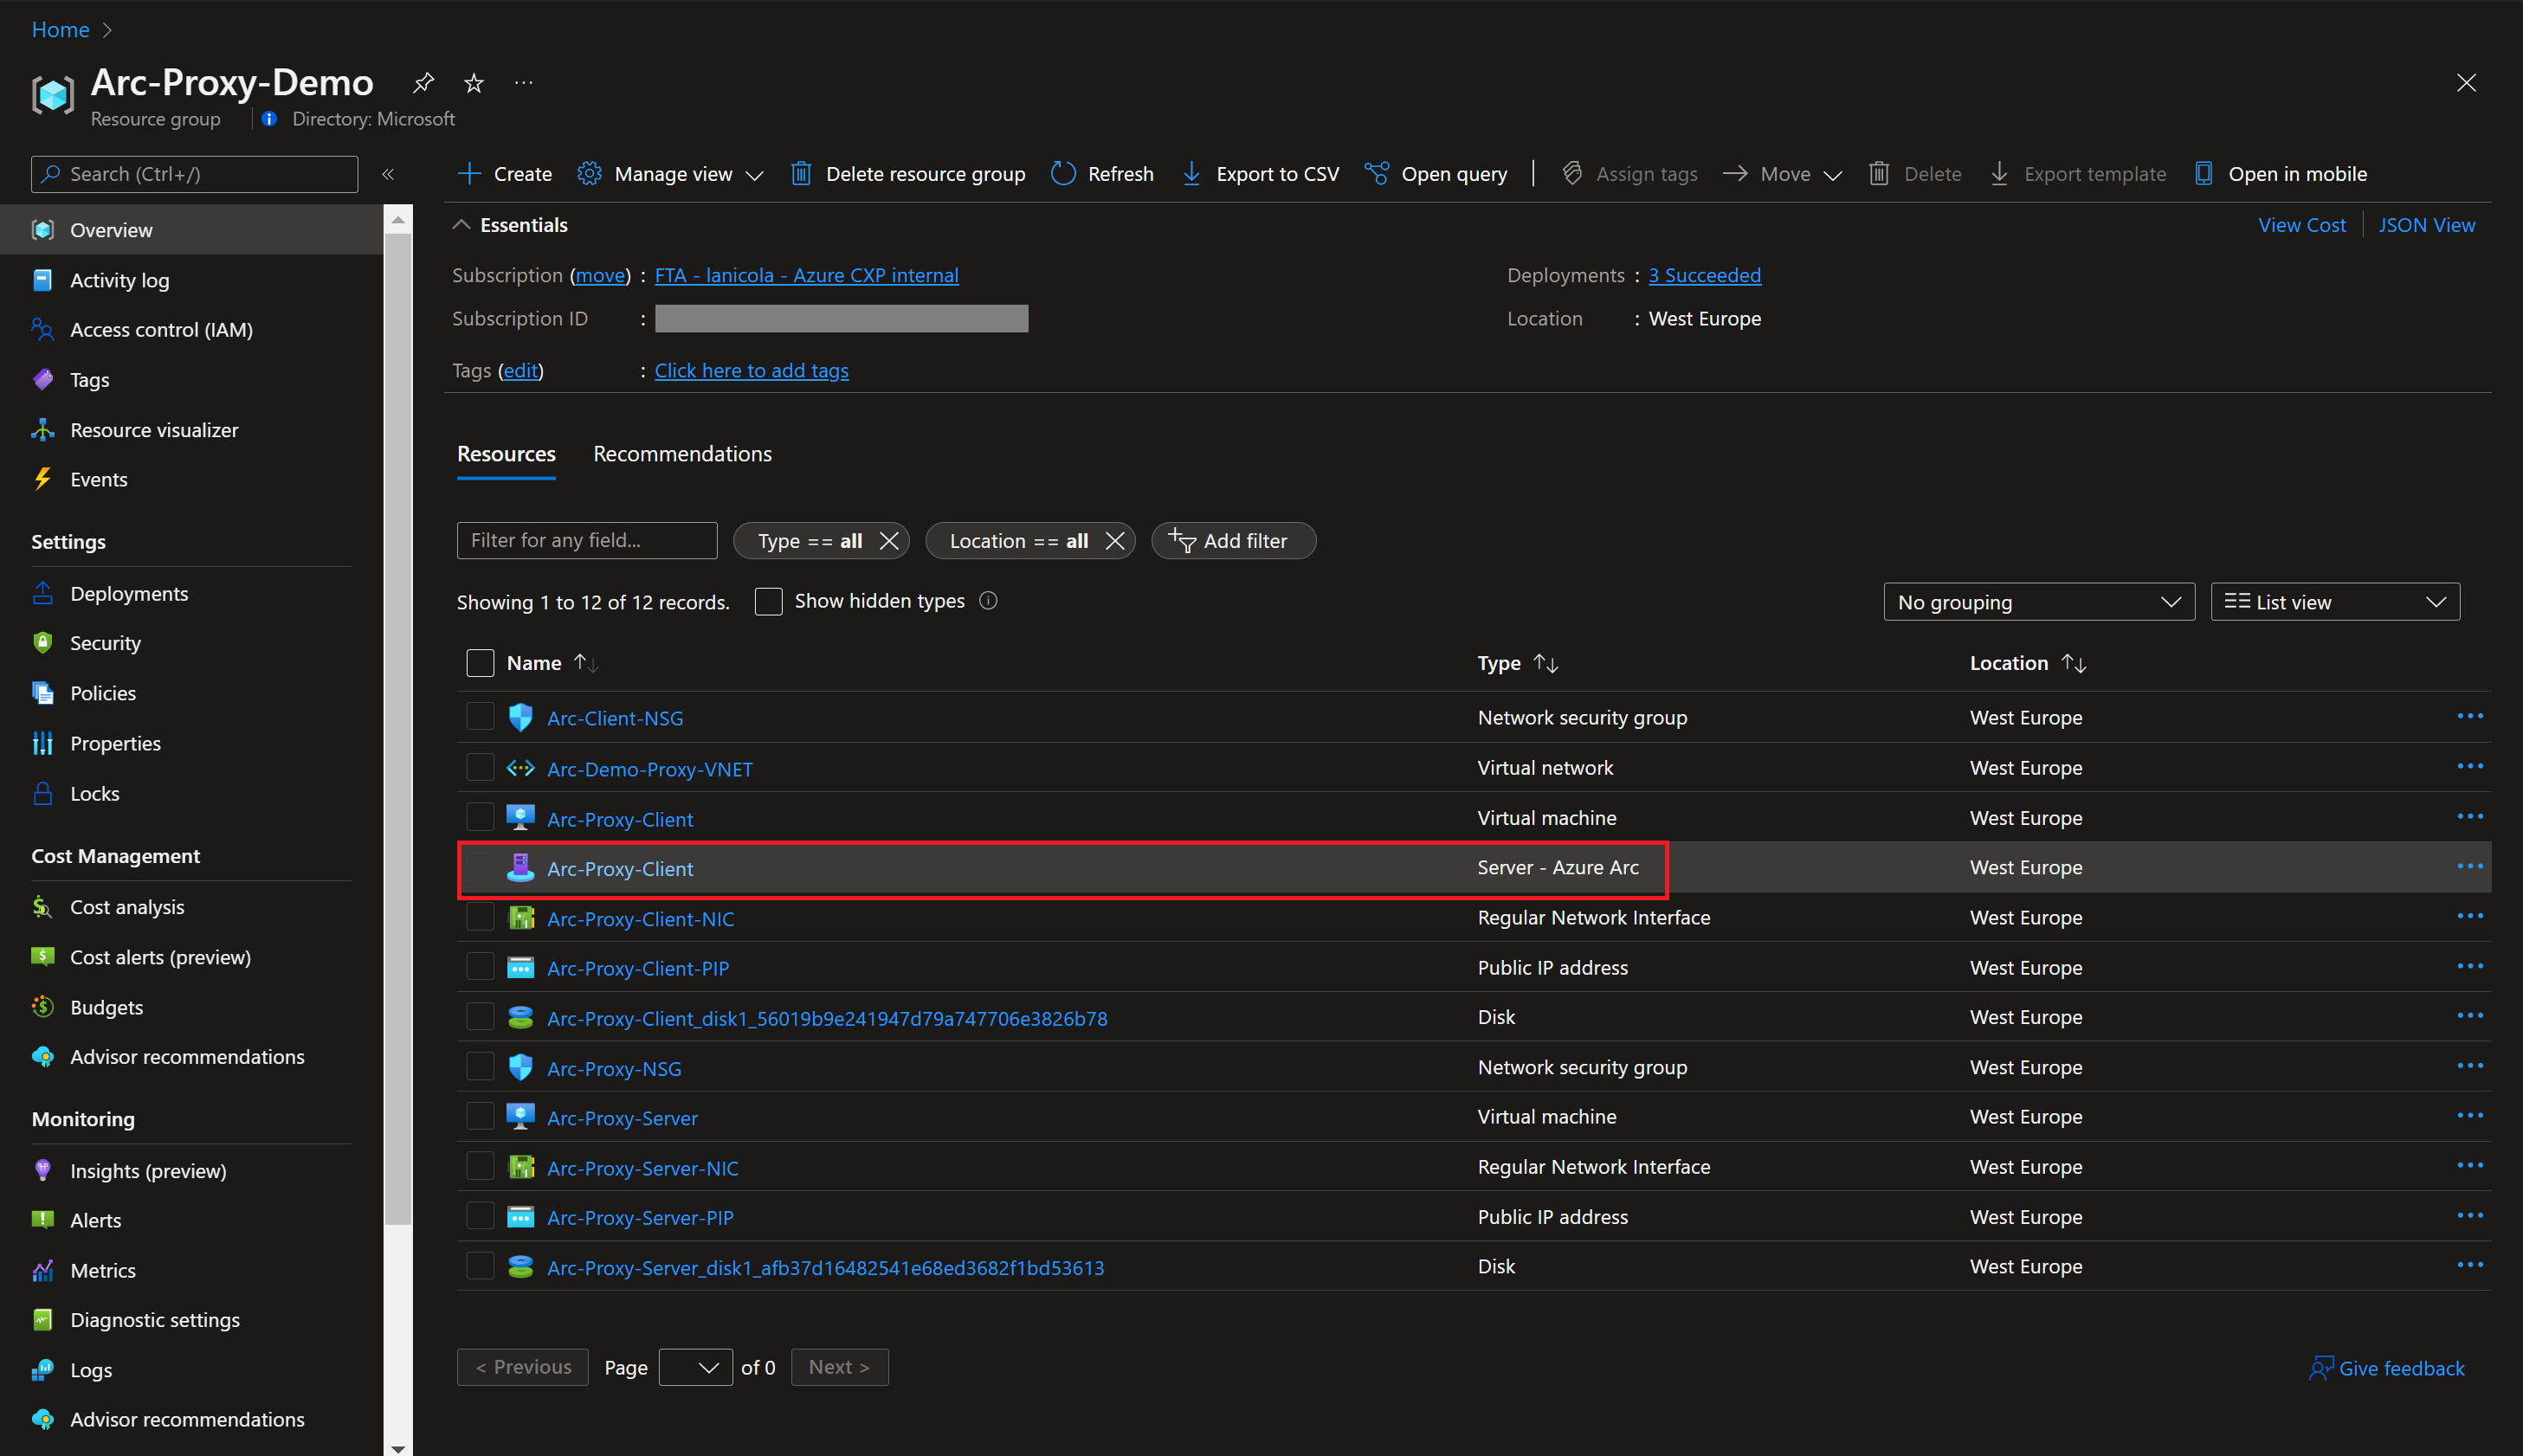 Home >
Arc-Proxy-Demo ...
Resource group | Directory: Microsoft
Search (Ctrl+/) «
Overview
Activity log
Access control (IAM)
Tags
Resource visualizer
Events
Settings
Deployments
Security
Policies
Properties
Locks
Cost Management
Cost analysis
Cost alerts (preview)
Budgets
Advisor recommendations
Monitoring
Insights (preview)
Alerts
Metrics
Diagnostic settings
Logs
Advisor recommendations
Create Manage view Delete resource group Refresh Export to CSV Open query Assign tags Move Delete Export template Open in mobile
Essentials View Cost JSON View
Subscription (move) : FTA - lanicola - Azure CXP internal Deployments : 3 Succeeded
Subscription ID : Location : West Europe
Tags (edit) : Click here to add tags
Resources Recommendations
Filter for any field... Type == all Location == all Add filter
Showing 1 to 12 of 12 records. Show hidden types No grouping List view
Name Type Location
Arc-Client-NSG Network security group West Europe ...
Arc-Demo-Proxy-VNET Virtual network West Europe ...
Arc-Proxy-Client Virtual machine West Europe ...
Arc-Proxy-Client Server - Azure Arc West Europe ...
Arc-Proxy-Client-NIC Regular Network Interface West Europe ...
Arc-Proxy-Client-PIP Public IP address West Europe ...
Arc-Proxy-Client_disk1_56019b9e241947d79a747706e3826b78 Disk West Europe ...
Arc-Proxy-NSG Network security group West Europe ...
Arc-Proxy-Server Virtual machine West Europe ...
Arc-Proxy-Server-NIC Regular Network Interface West Europe ...
Arc-Proxy-Server-PIP Public IP address West Europe ...
Arc-Proxy-Server_disk1_afb37d16482541e68ed3682f1bd53613 Disk West Europe ...
< Previous Page of 0 Next > Give feedback